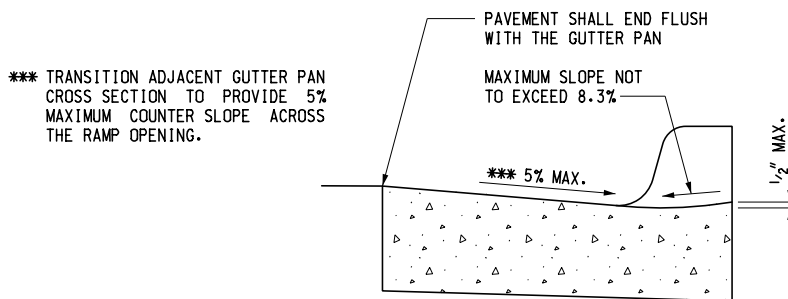 PAVEMENT SHALL END FLUSH
WITH THE GUTTER PAN
*** TRANSITION ADJACENT GUTTER PAN
CROSS SECTION TO PROVIDE 5%
MAXIMUM COUNTER SLOPE ACROSS
THE RAMP OPENING.
MAXIMUM SLOPE NOT
TO EXCEED 8.3%
*** 5% MAX.
1/2" MAX.